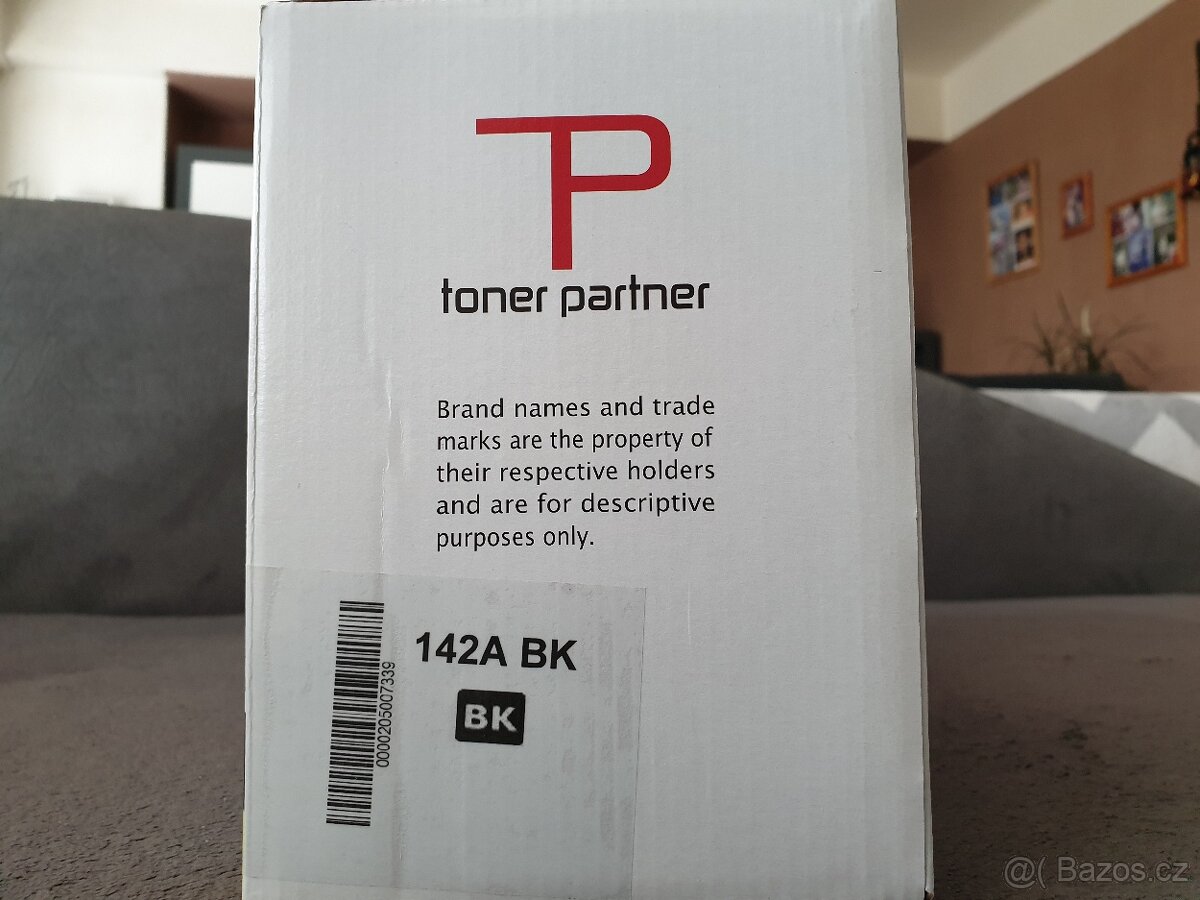 TP
toner partner
Brand names and trade
marks are the property of
their respective holders
and are for descriptive
purposes only.
142A BK
BK
0000205007339
@( Bazos.cz